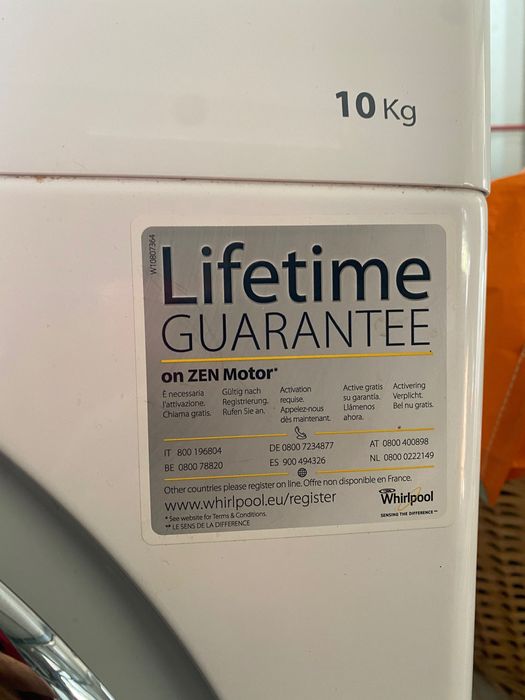 10 Kg
W10807364
Lifetime
GUARANTEE
on ZEN Motor*
È necessaria l'attivazione. Chiama gratis.
Gültig nach Registrierung. Rufen Sie an.
Activation requise. Appelez-nous dès maintenant.
Active gratis su garantía. Llámenos ahora.
Activering Verplicht. Bel nu gratis.
IT 800 196804 DE 0800 7234877 AT 0800 400898
BE 0800 78820 ES 900 494326 NL 0800 0222149
Other countries please register on line. Offre non disponible en France.
www.whirlpool.eu/register
* See website for Terms & Conditions.
** LE SENS DE LA DIFFERENCE
Whirlpool
SENSING THE DIFFERENCE**